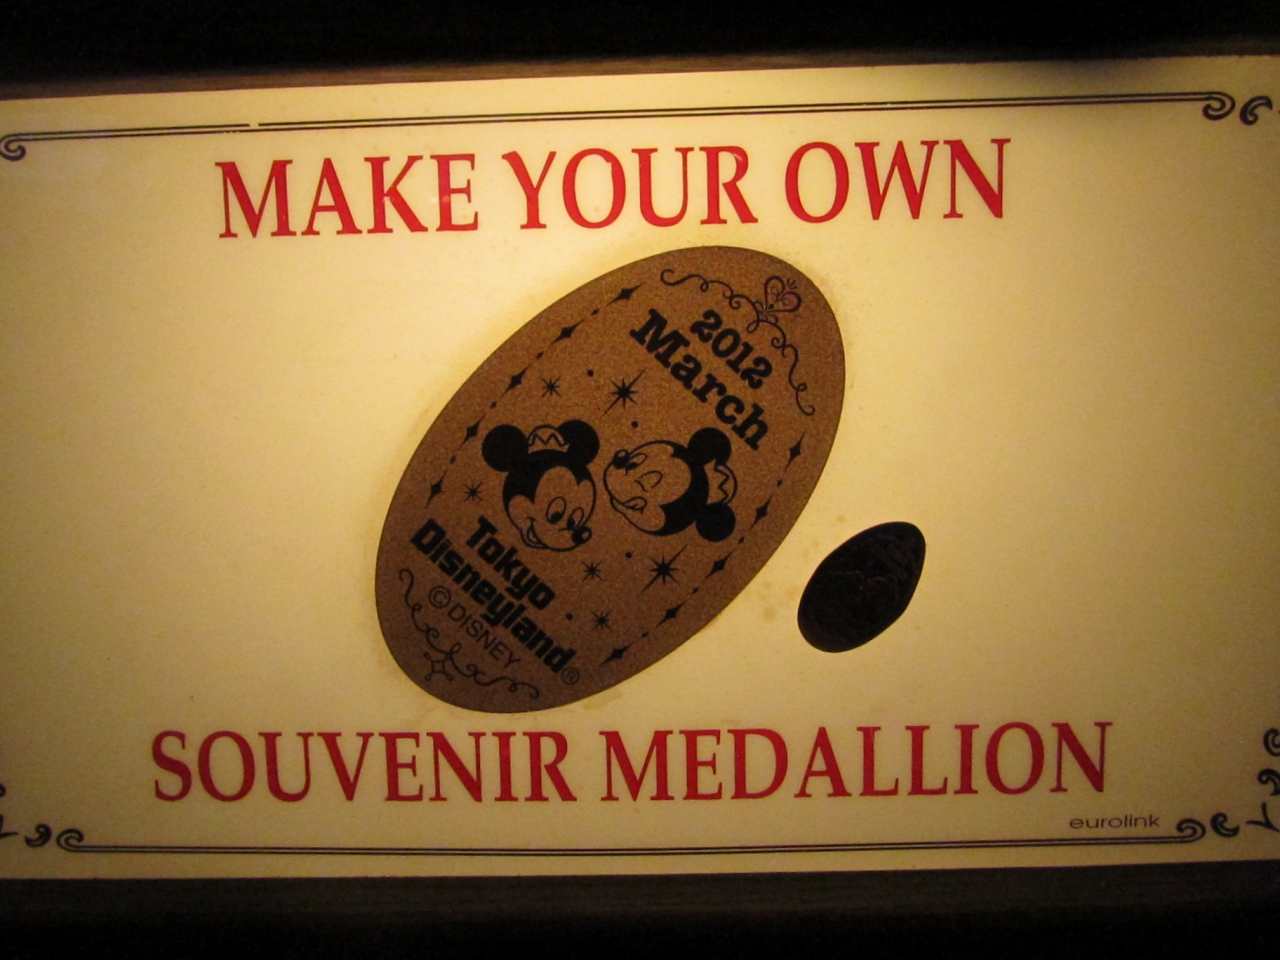 MAKE YOUR OWN
2012
March
Tokyo
Disneyland®
©DISNEY
SOUVENIR MEDALLION
eurolink